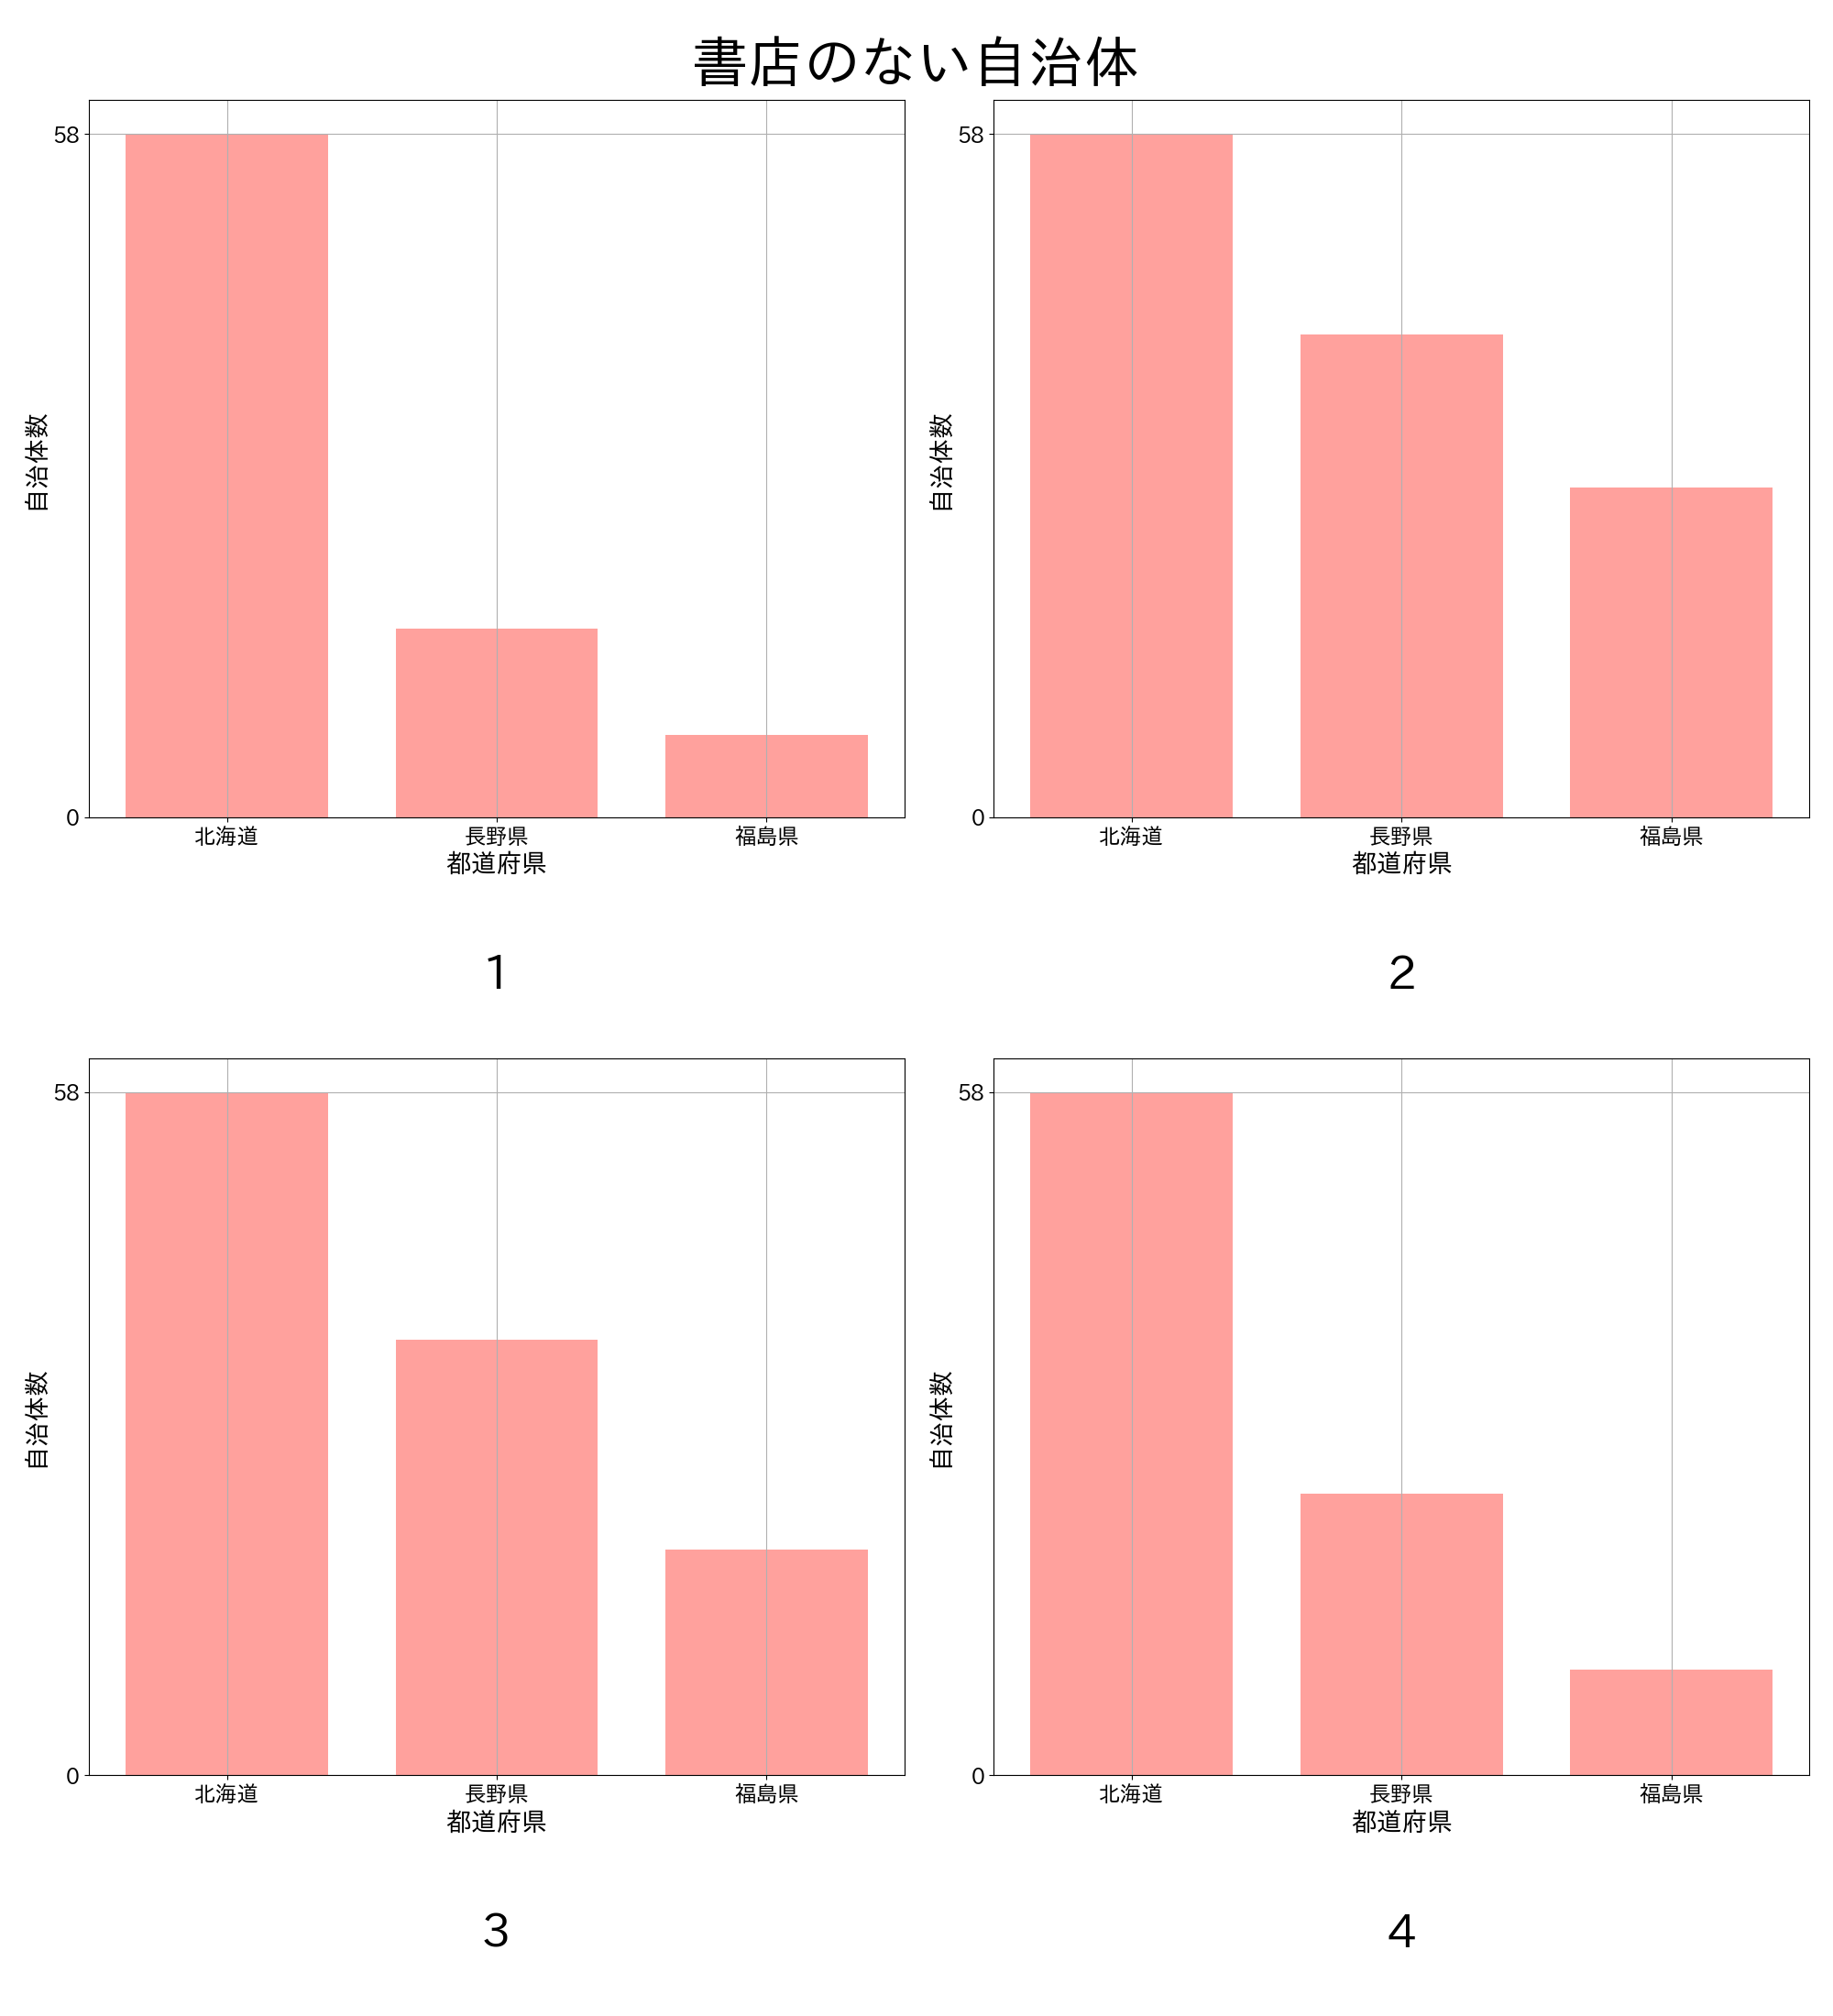 書店のない自治体
58
0
自治体数
北海道 長野県 福島県
都道府県
1
58
0
自治体数
北海道 長野県 福島県
都道府県
2
58
0
自治体数
北海道 長野県 福島県
都道府県
3
58
0
自治体数
北海道 長野県 福島県
都道府県
4